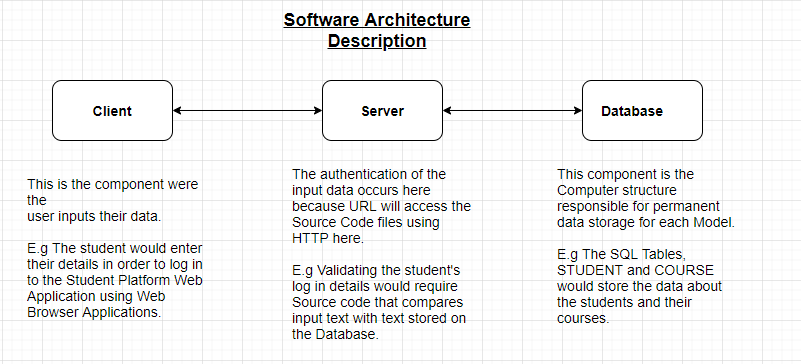 Software Architecture
Description
Client
Server
Database
This is the component were
the
user inputs their data.
E.g The student would enter
their details in order to log in
to the Student Platform Web
Application using Web
Browser Applications.
The authentication of the
input data occurs here
because URL will access the
Source Code files using
HTTP here.
E.g Validating the student's
log in details would require
Source code that compares
input text with text stored on
the Database.
This component is the
Computer structure
responsible for permanent
data storage for each Model.
E.g The SQL Tables,
STUDENT and COURSE
would store the data about
the students and their
courses.